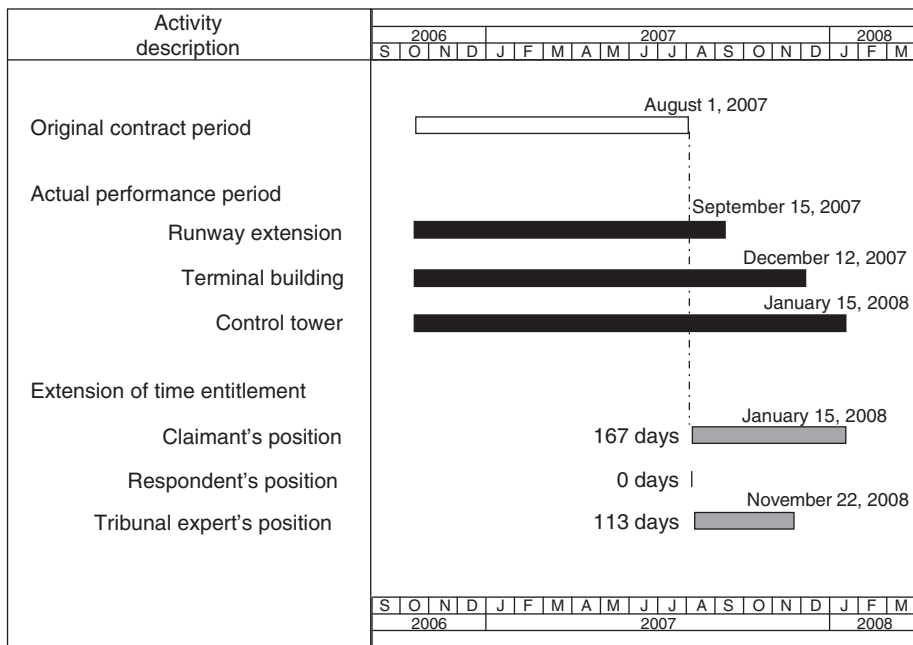 Activity
description
2006 2007 2008
S O N D J F M A M J J A S O N D J F M
August 1, 2007
Original contract period
Actual performance period
September 15, 2007
Runway extension
December 12, 2007
Terminal building
January 15, 2008
Control tower
Extension of time entitlement
January 15, 2008
Claimant's position 167 days
Respondent's position 0 days
November 22, 2008
Tribunal expert's position 113 days
S O N D J F M A M J J A S O N D J F M
2006 2007 2008